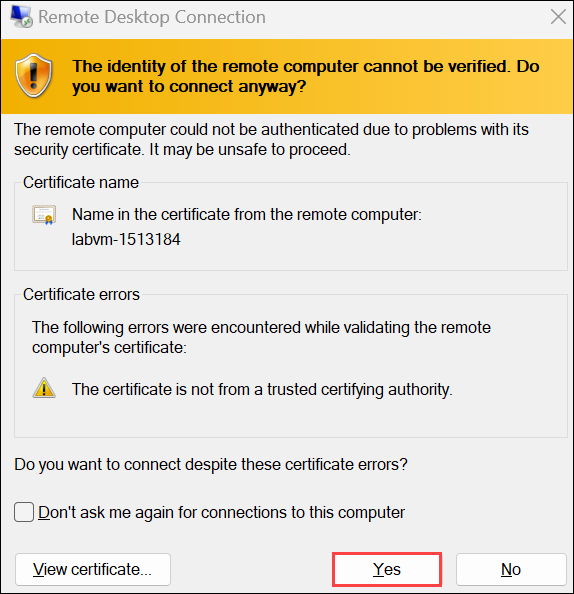 Remote Desktop Connection
The identity of the remote computer cannot be verified. Do
you want to connect anyway?
The remote computer could not be authenticated due to problems with its
security certificate. It may be unsafe to proceed.
Certificate name
Name in the certificate from the remote computer:
labvm-1513184
Certificate errors
The following errors were encountered while validating the remote
computer's certificate:
The certificate is not from a trusted certifying authority.
Do you want to connect despite these certificate errors?
Don't ask me again for connections to this computer
View certificate...
Yes
No